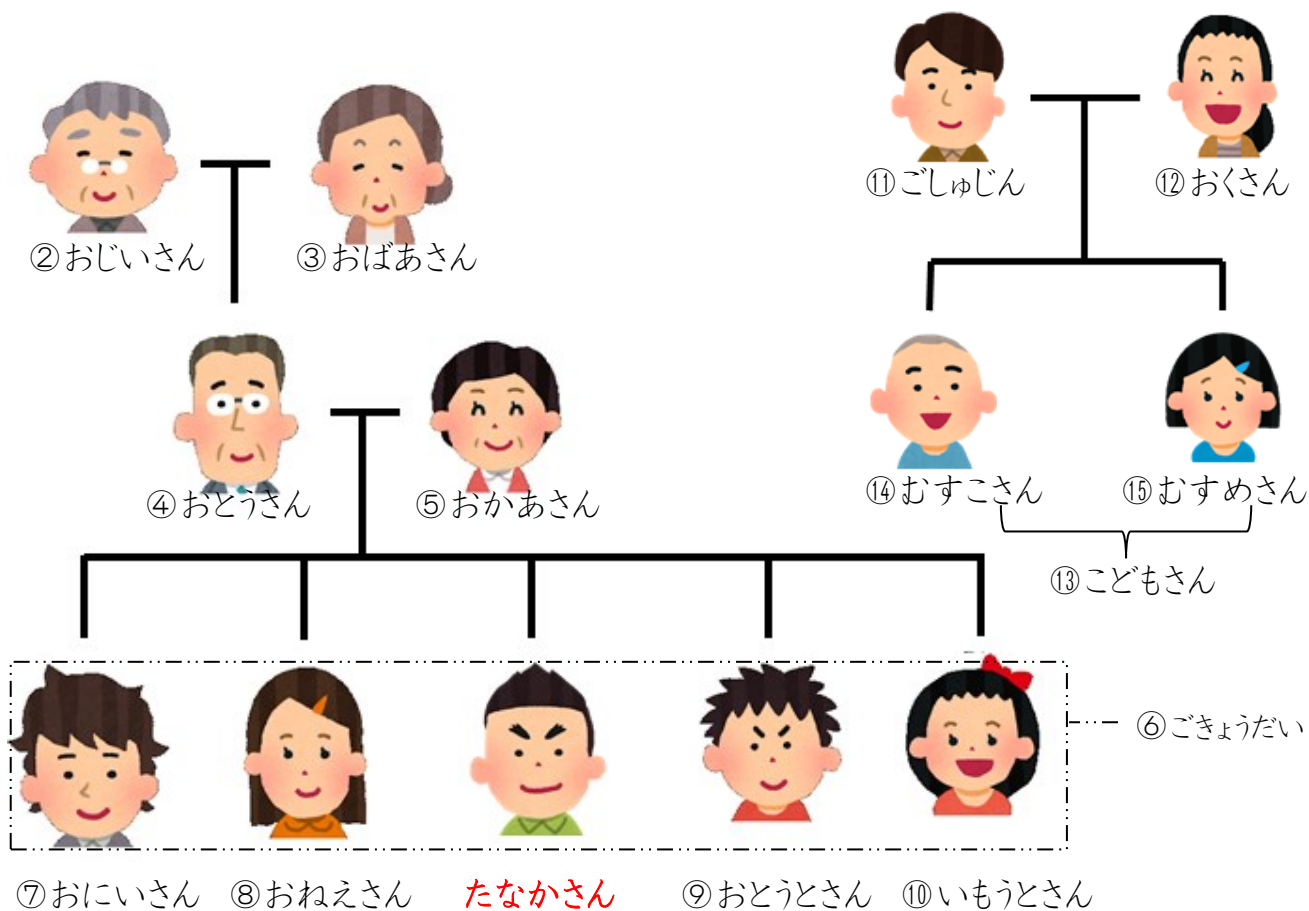 ⑪ごしゅじん
⑫おくさん
②おじいさん
③おばあさん
④おとうさん
⑤おかあさん
⑭むすこさん
⑮むすめさん
⑬こどもさん
⑥ごきょうだい
⑦おにいさん
⑧おねえさん
たなかさん
⑨おとうとさん
⑩いもうとさん